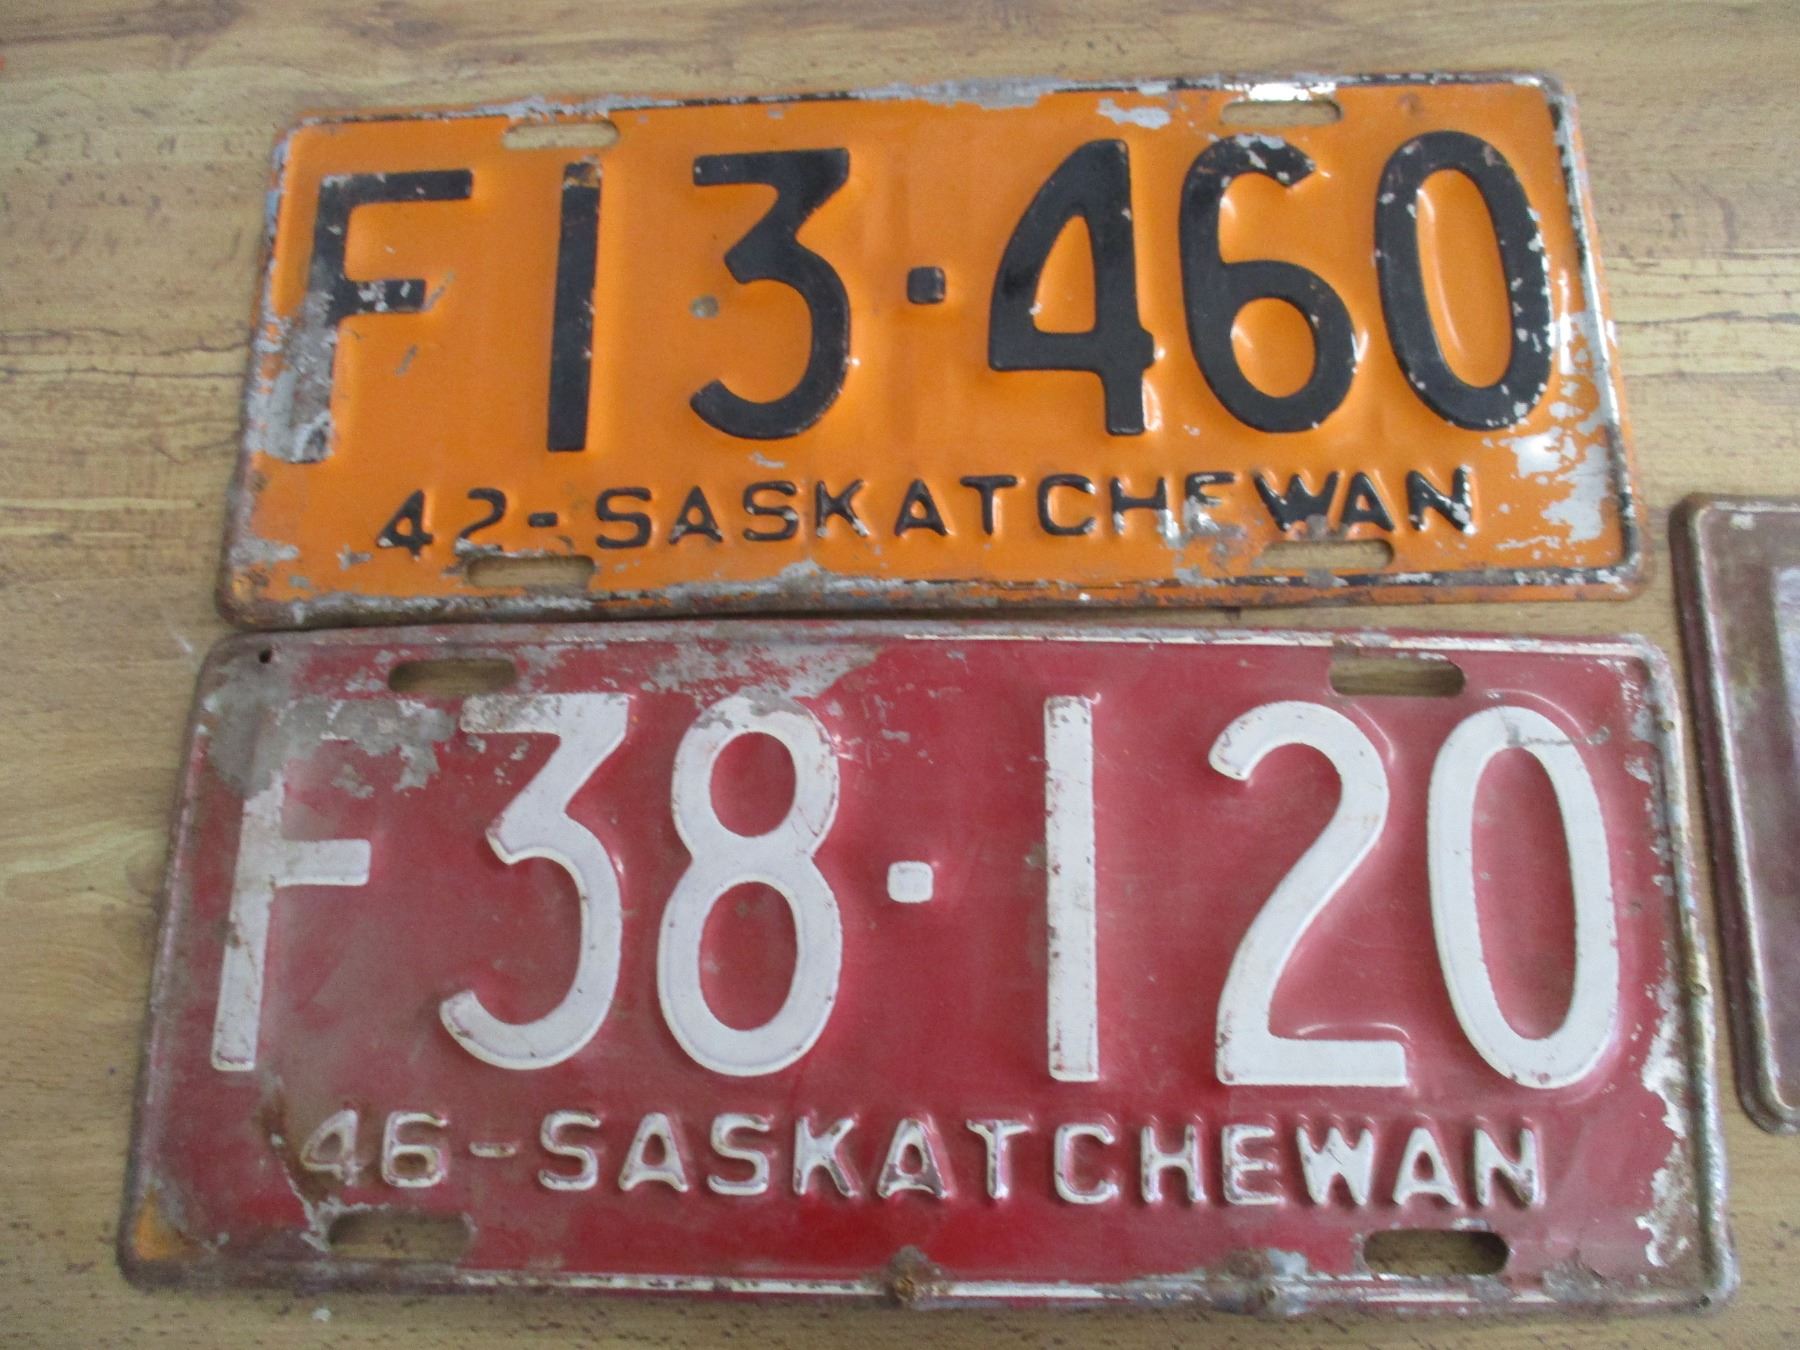 F13·460
42-SASKATCHEWAN
F38·120
46-SASKATCHEWAN